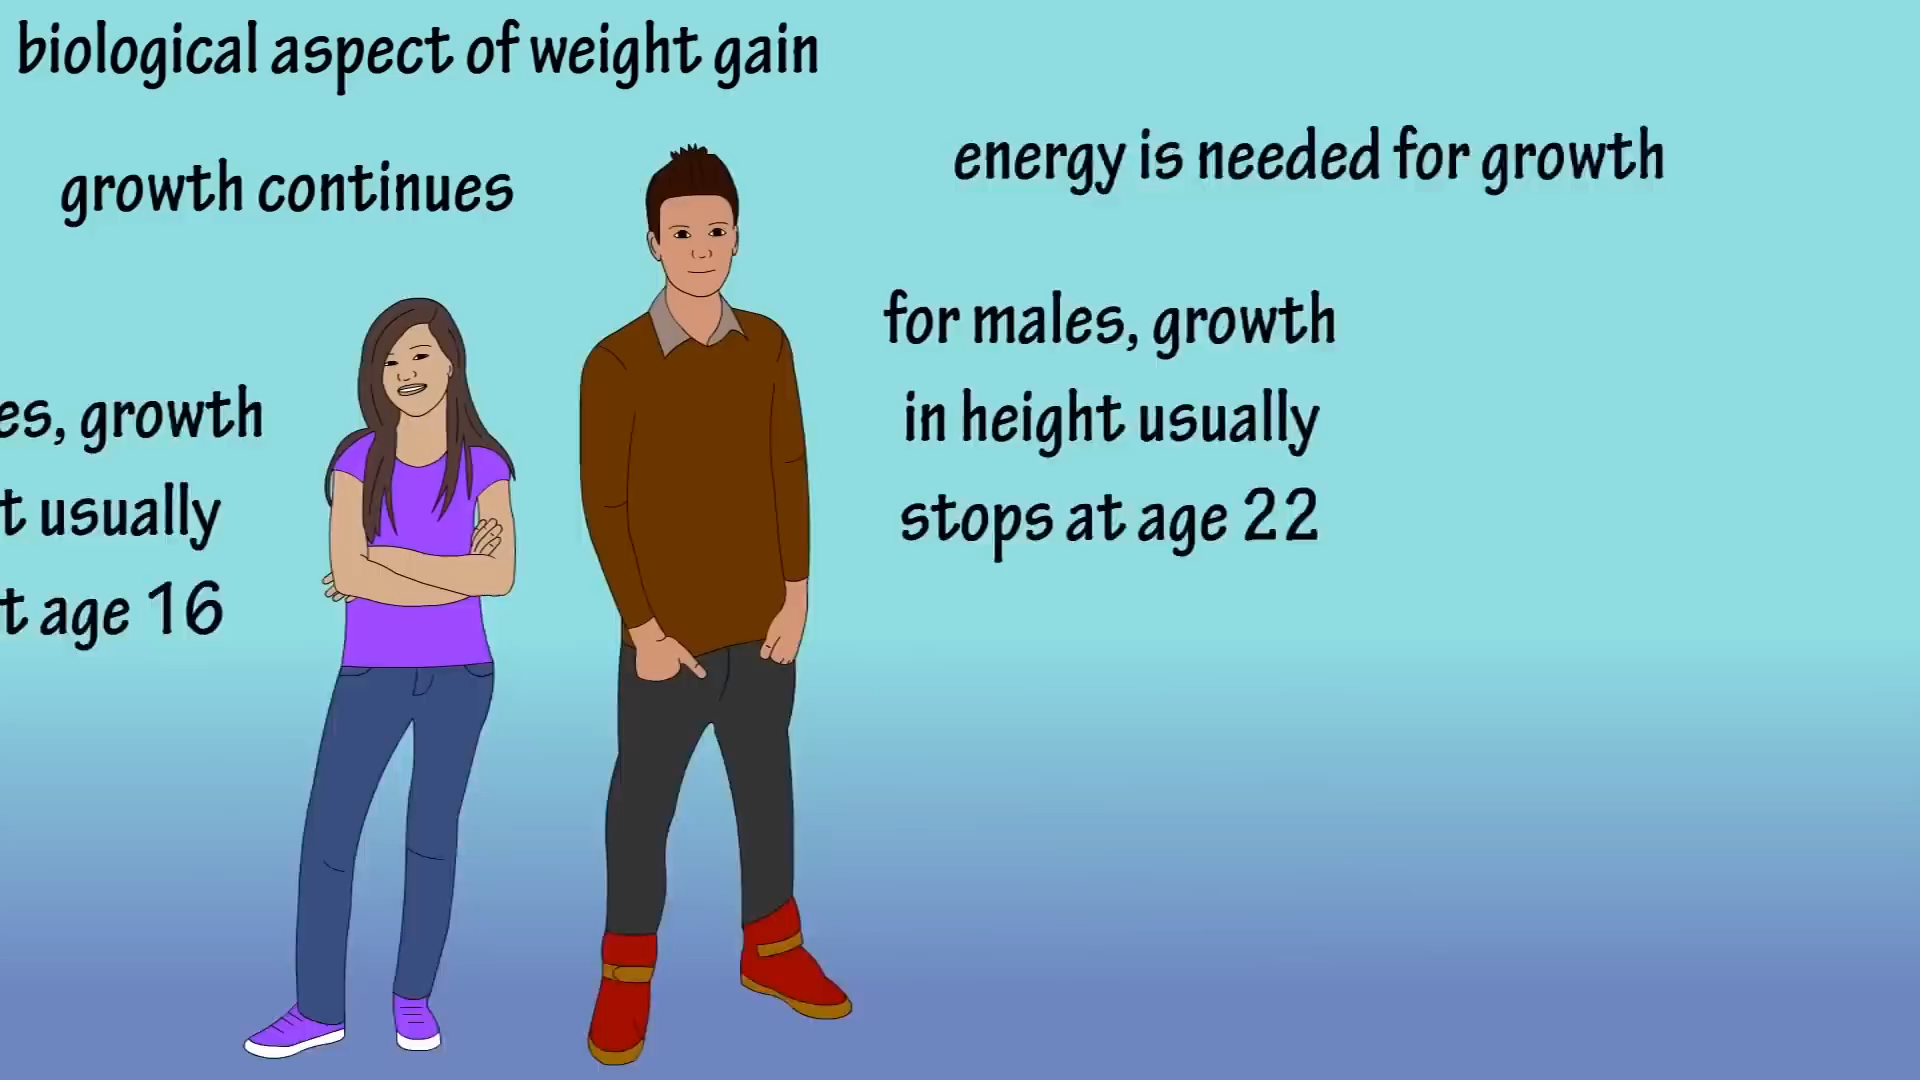 biological aspect of weight gain
growth continues
energy is needed for growth
es, growth
t usually
t age 16
for males, growth
in height usually
stops at age 22